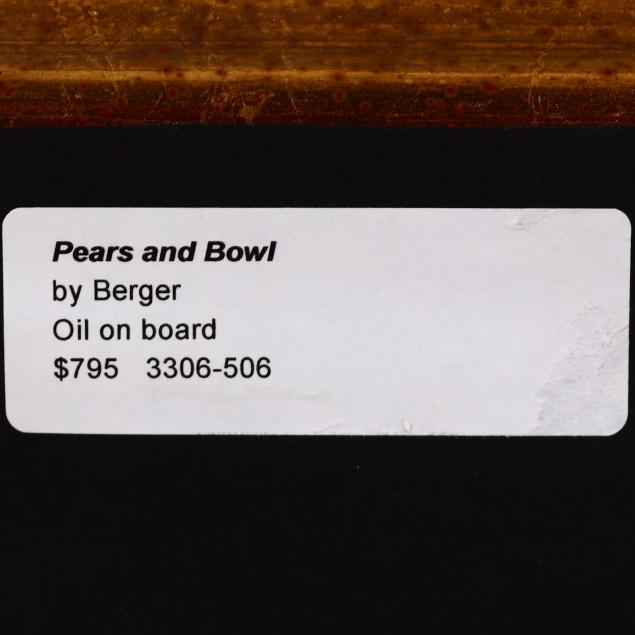 Pears and Bowl
by Berger
Oil on board
$795 3306-506